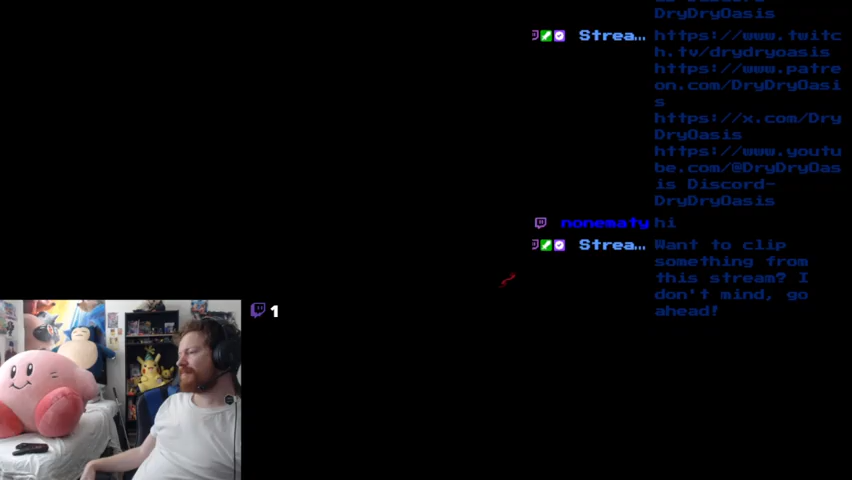 DryDryOasis
Strea… https://www.twitc
h.tv/drydryoasis
https://www.patre
on.com/DryDryOasi
s
https://x.com/Dry
DryOasis
https://www.youtu
be.com/@DryDryOas
is Discord-
DryDryOasis
nonematy hi
Strea… Want to clip
something from
this stream? I
don't mind, go
ahead!
1